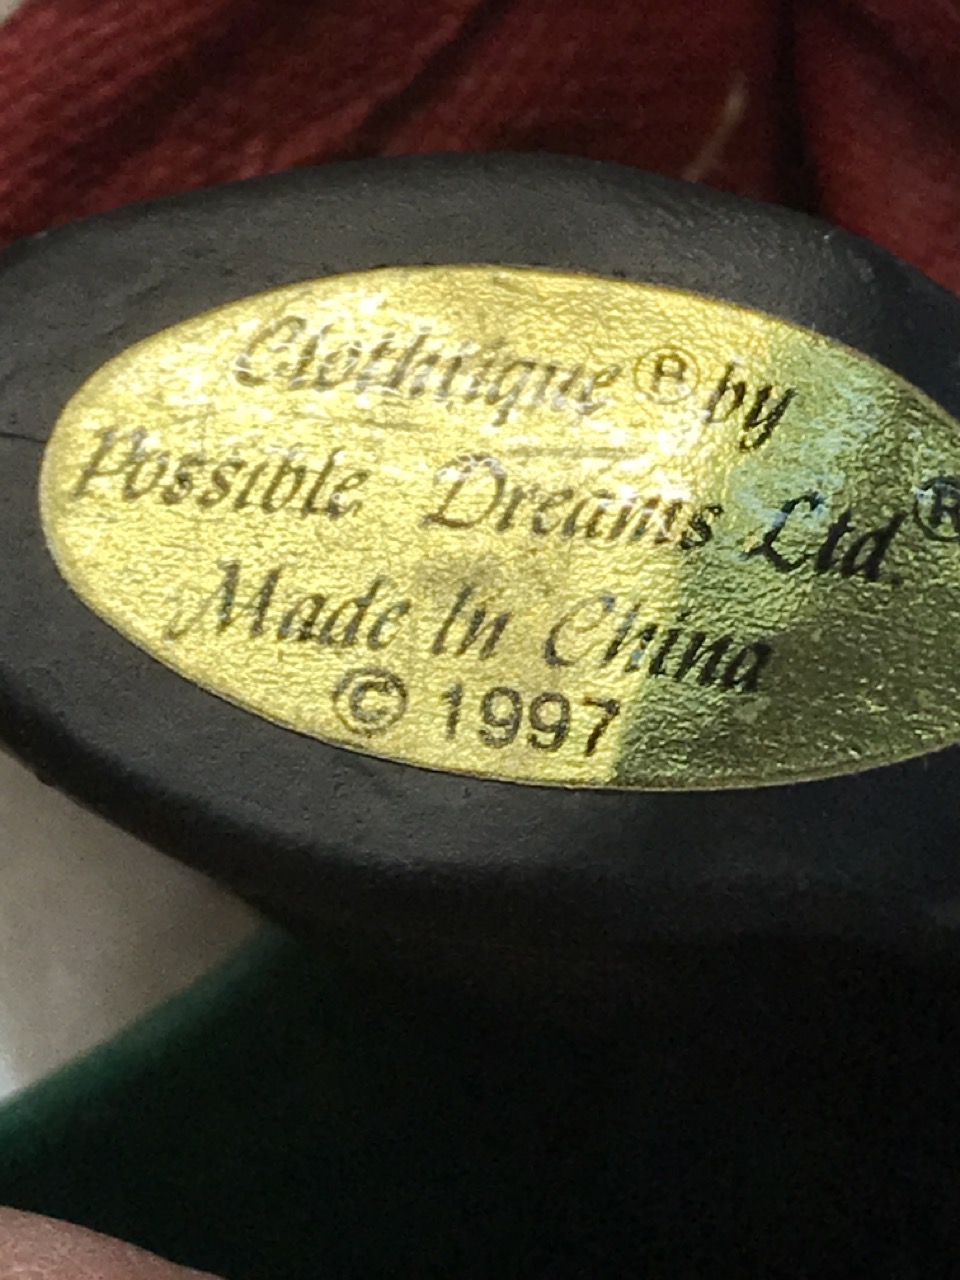 Clothtique® by
Possible Dreams Ltd.®
Made In China
© 1997